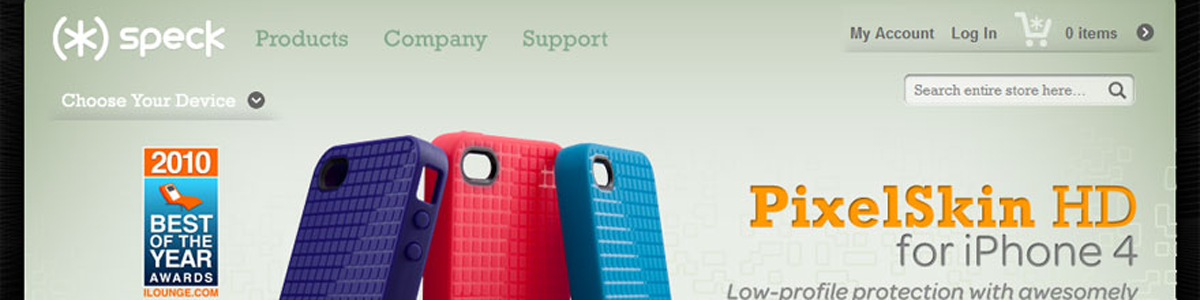 (*) speck
Products Company Support
My Account Log In 0 items
Search entire store here...
Choose Your Device
2010
BEST
OF THE
YEAR
AWARDS
ILOUNGE.COM
PixelSkin HD
for iPhone 4
Low-profile protection with awesomely